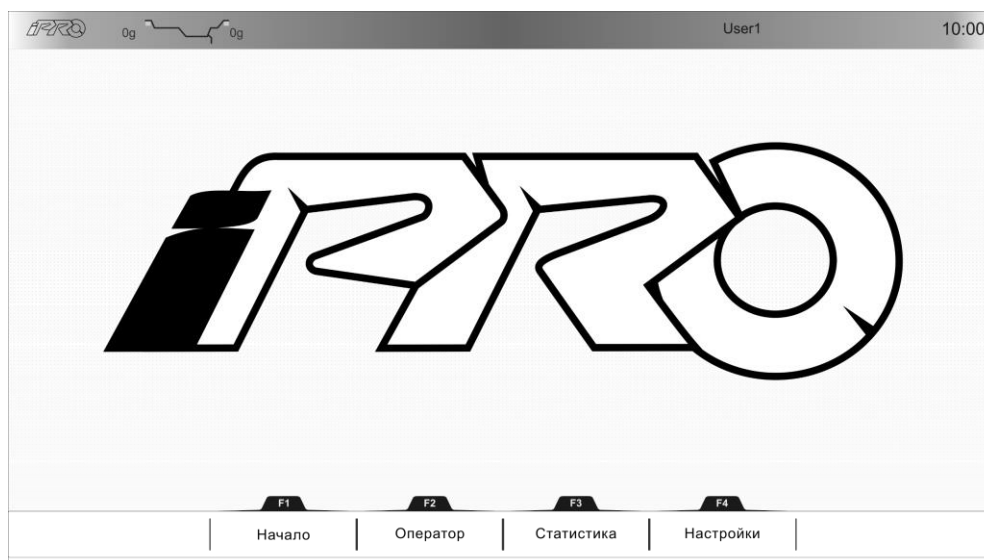 iPRO 0g 0g User1 10:00
iPRO
F1 F2 F3 F4
Начало Оператор Статистика Настройки